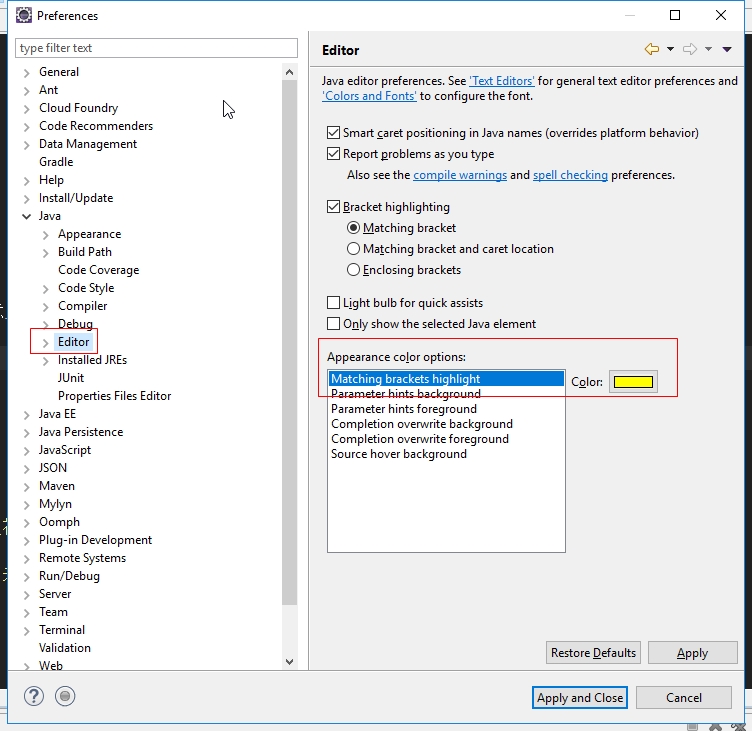 Preferences
type filter text
General
Ant
Cloud Foundry
Code Recommenders
Data Management
Gradle
Help
Install/Update
Java
Appearance
Build Path
Code Coverage
Code Style
Compiler
Debug
Editor
Installed JREs
JUnit
Properties Files Editor
Java EE
Java Persistence
JavaScript
JSON
Maven
Mylyn
Oomph
Plug-in Development
Remote Systems
Run/Debug
Server
Team
Terminal
Validation
Web
Editor
Java editor preferences. See 'Text Editors' for general text editor preferences and
'Colors and Fonts' to configure the font.
Smart caret positioning in Java names (overrides platform behavior)
Report problems as you type
Also see the compile warnings and spell checking preferences.
Bracket highlighting
Matching bracket
Matching bracket and caret location
Enclosing brackets
Light bulb for quick assists
Only show the selected Java element
Appearance color options:
Matching brackets highlight
Color:
Parameter hints background
Parameter hints foreground
Completion overwrite background
Completion overwrite foreground
Source hover background
Restore Defaults
Apply
?
Apply and Close
Cancel